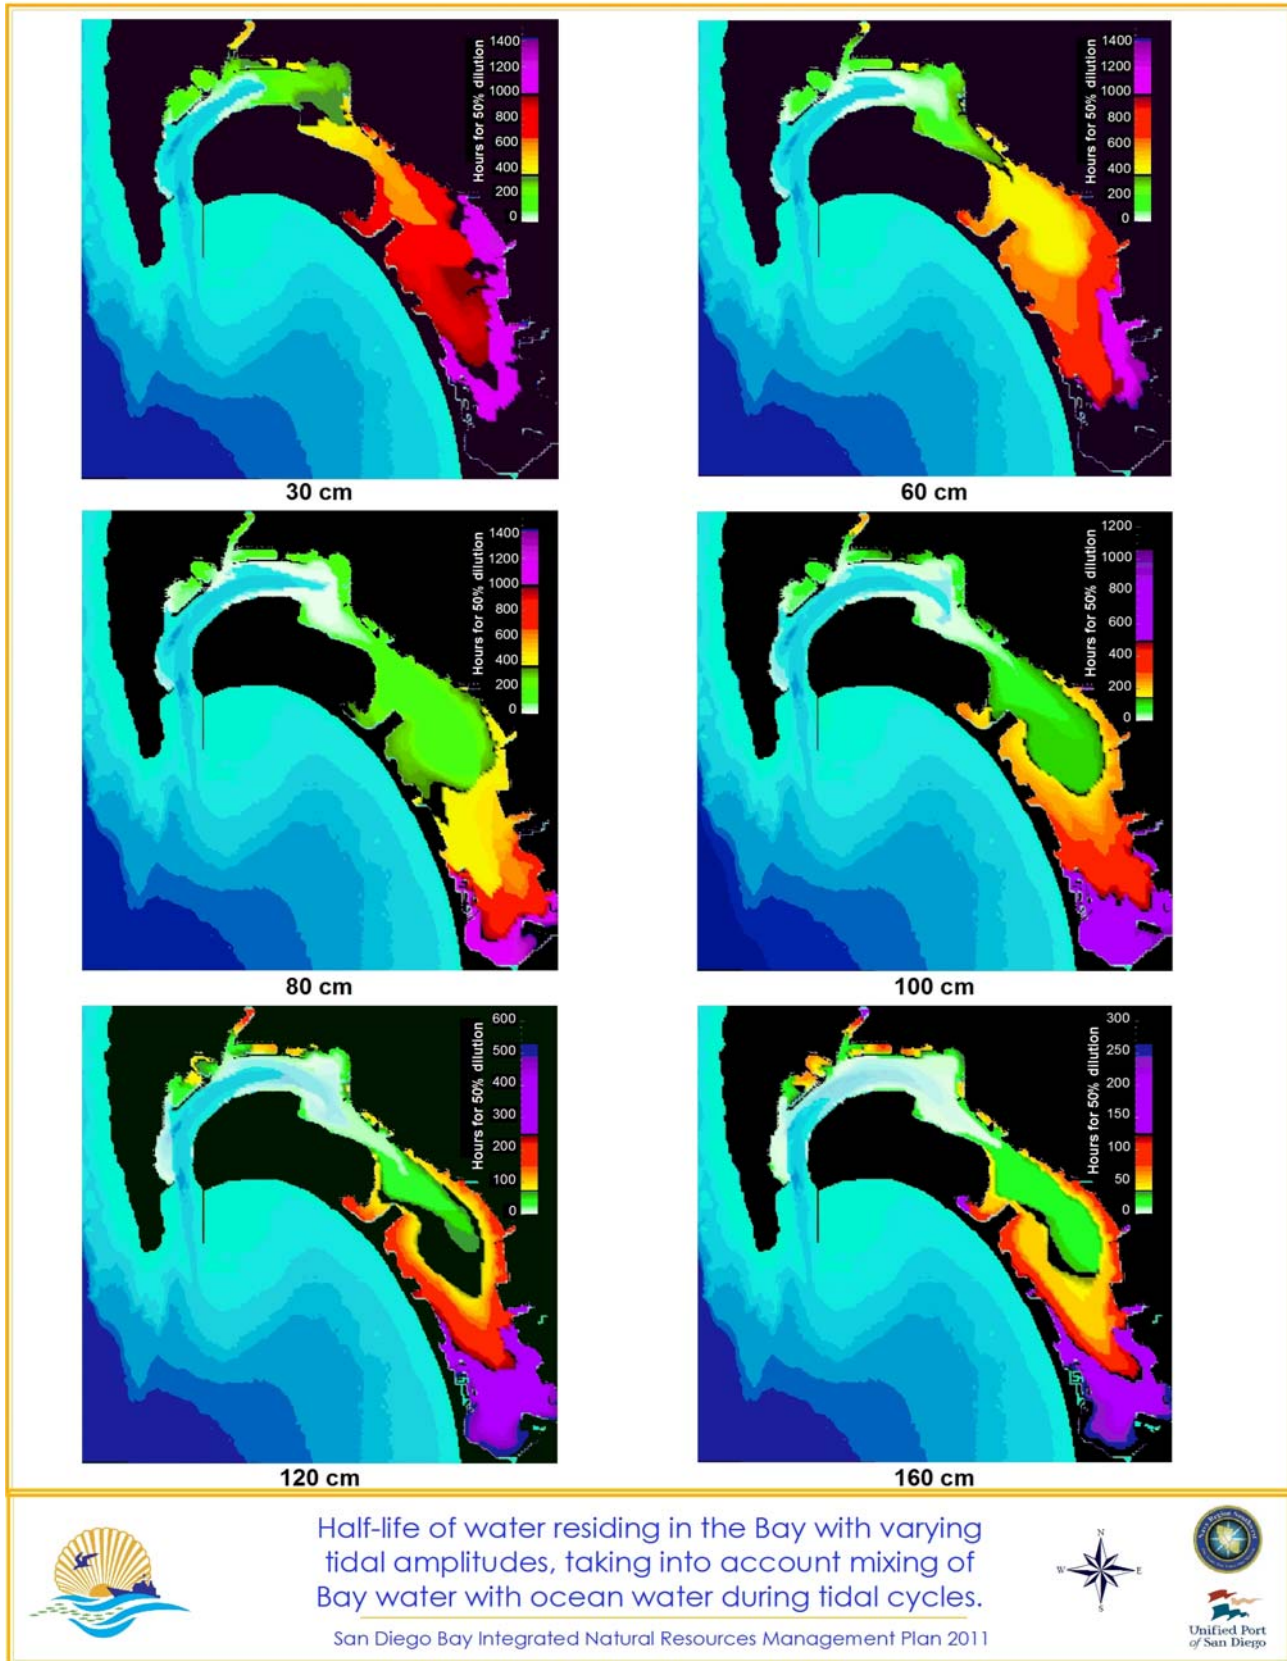 Hours for 50% dilution
1400
1200
1000
800
600
400
200
0
30 cm
Hours for 50% dilution
1400
1200
1000
800
600
400
200
0
60 cm
Hours for 50% dilution
1400
1200
1000
800
600
400
200
0
80 cm
Hours for 50% dilution
1200
1000
800
600
400
200
0
100 cm
Hours for 50% dilution
600
500
400
300
200
100
0
120 cm
Hours for 50% dilution
300
250
200
150
100
50
0
160 cm
Half-life of water residing in the Bay with varying
tidal amplitudes, taking into account mixing of
Bay water with ocean water during tidal cycles.
San Diego Bay Integrated Natural Resources Management Plan 2011
N
W
E
S
Navy Region Southwest
Unified Port
of San Diego